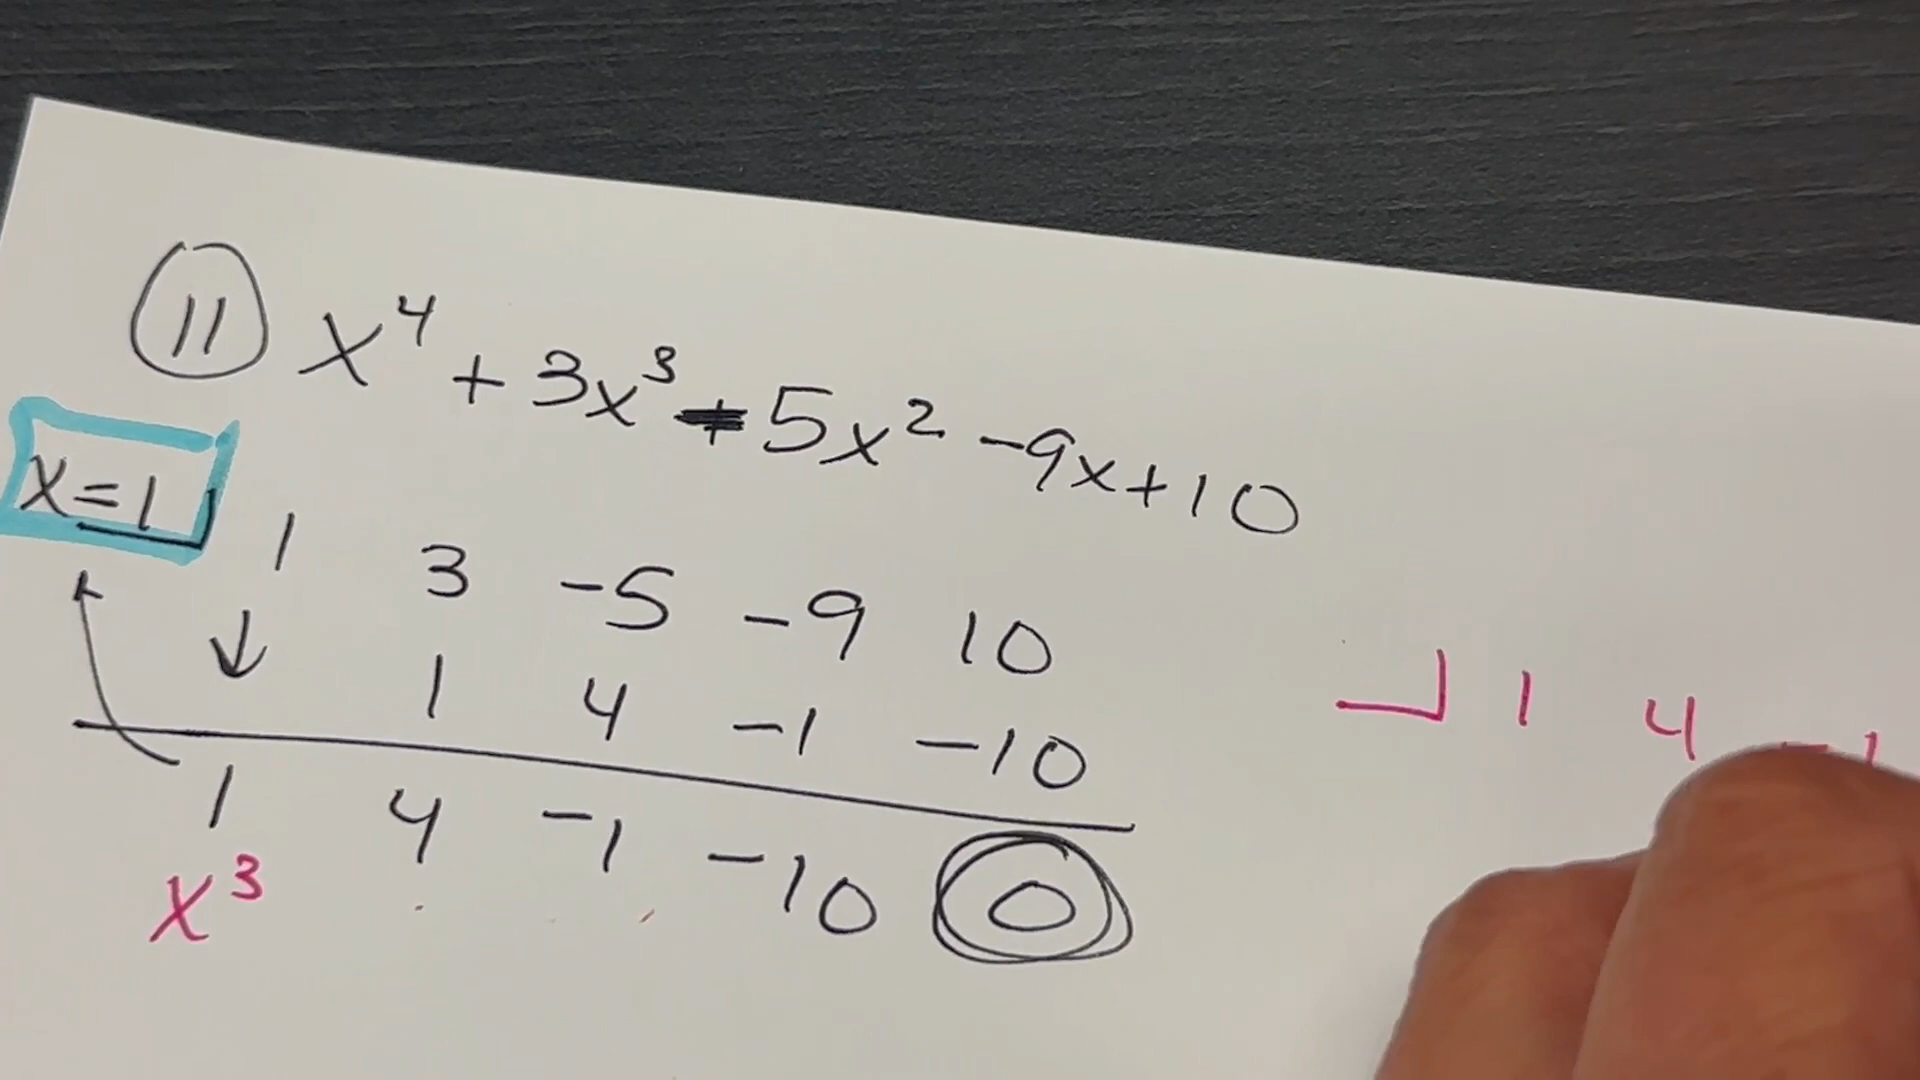 11 x⁴ + 3x³ - 5x² - 9x + 10
x = 1
1 3 -5 -9 10
1 4 -1 -10
1 4 -1 -10 0
x³
1 4 -1